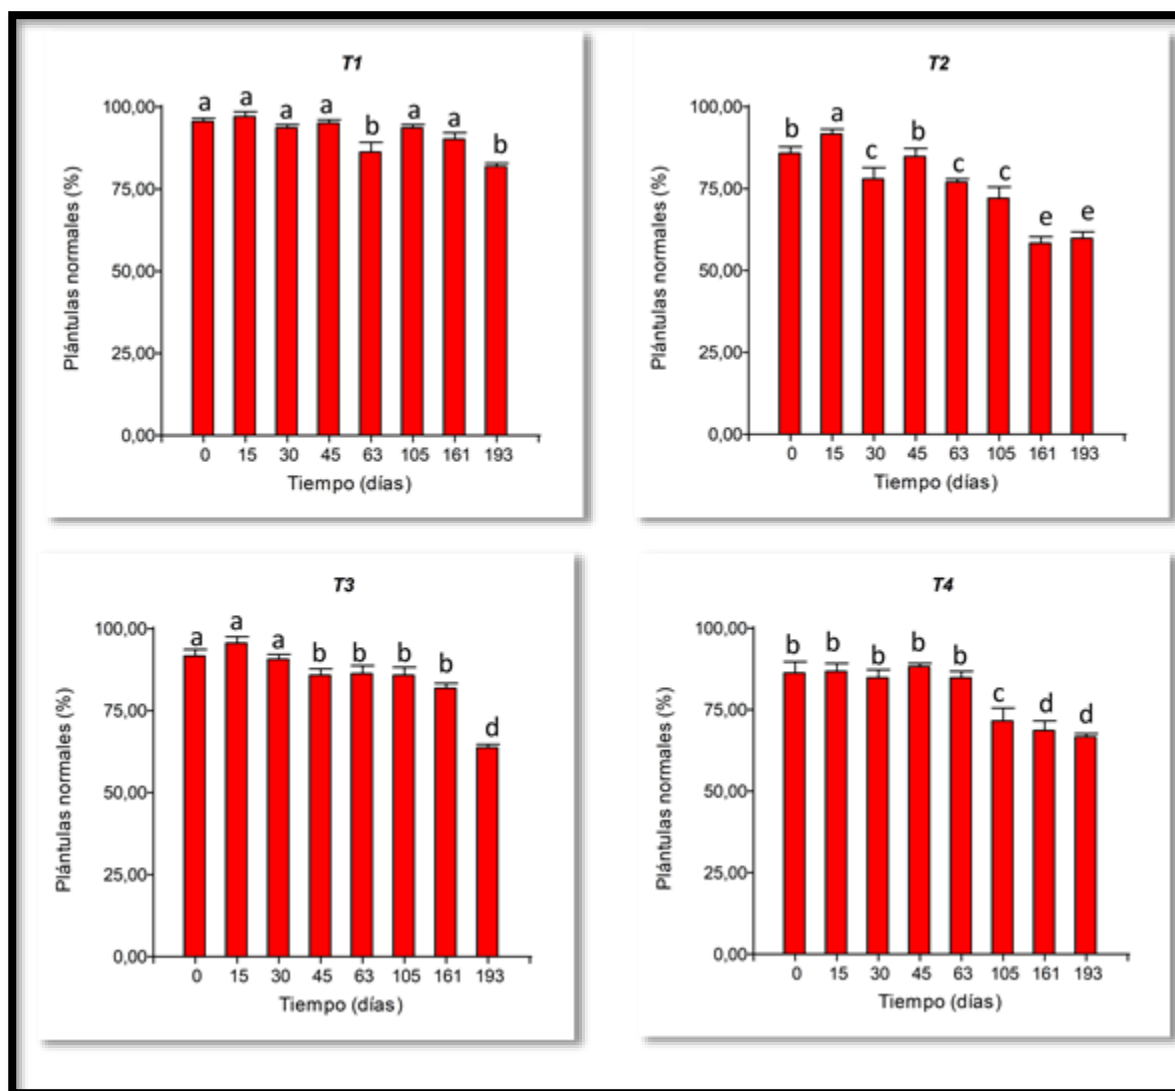 T1
a a a a b a a b
100,00
75,00
50,00
25,00
0,00
Plántulas normales (%)
0 15 30 45 63 105 161 193
Tiempo (días)
T2
b a c b c c e e
100,00
75,00
50,00
25,00
0,00
Plántulas normales (%)
0 15 30 45 63 105 161 193
Tiempo (días)
T3
a a a b b b b d
100,00
75,00
50,00
25,00
0,00
Plántulas normales (%)
0 15 30 45 63 105 161 193
Tiempo (días)
T4
b b b b b c d d
100,00
75,00
50,00
25,00
0,00
Plántulas normales (%)
0 15 30 45 63 105 161 193
Tiempo (días)